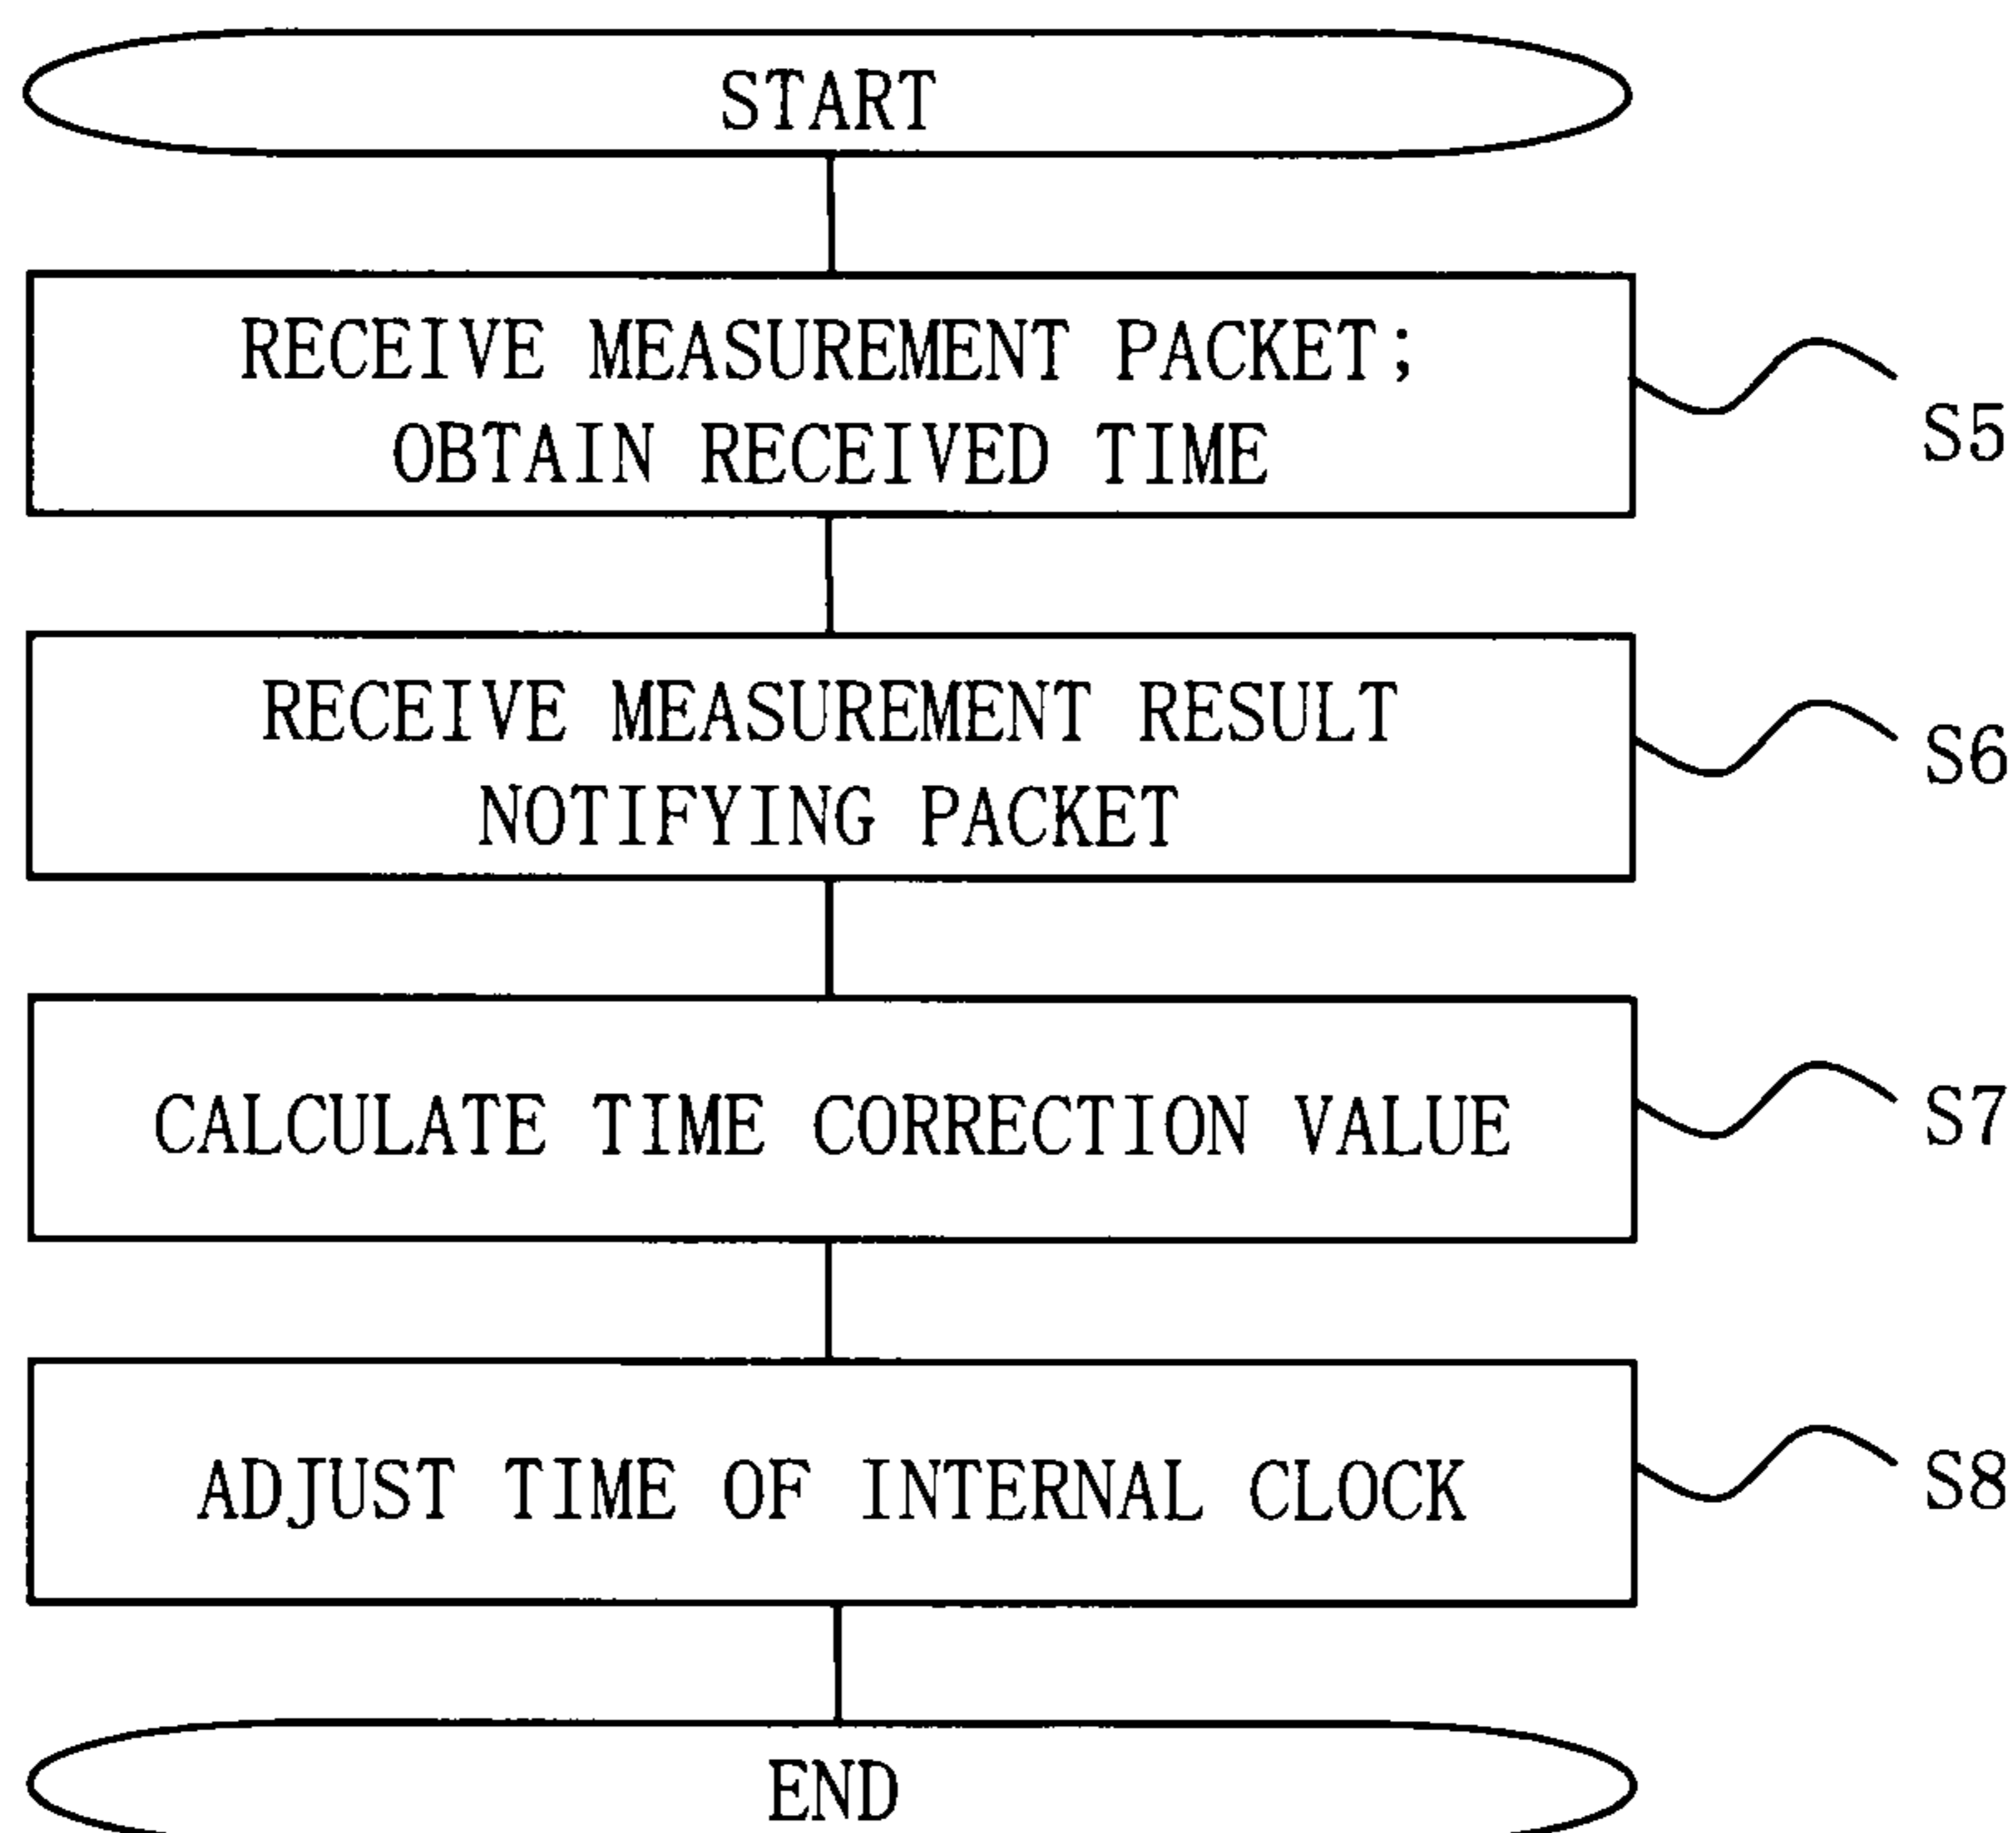 START
RECEIVE MEASUREMENT PACKET;
OBTAIN RECEIVED TIME
S5
RECEIVE MEASUREMENT RESULT
NOTIFYING PACKET
S6
CALCULATE TIME CORRECTION VALUE
S7
ADJUST TIME OF INTERNAL CLOCK
S8
END